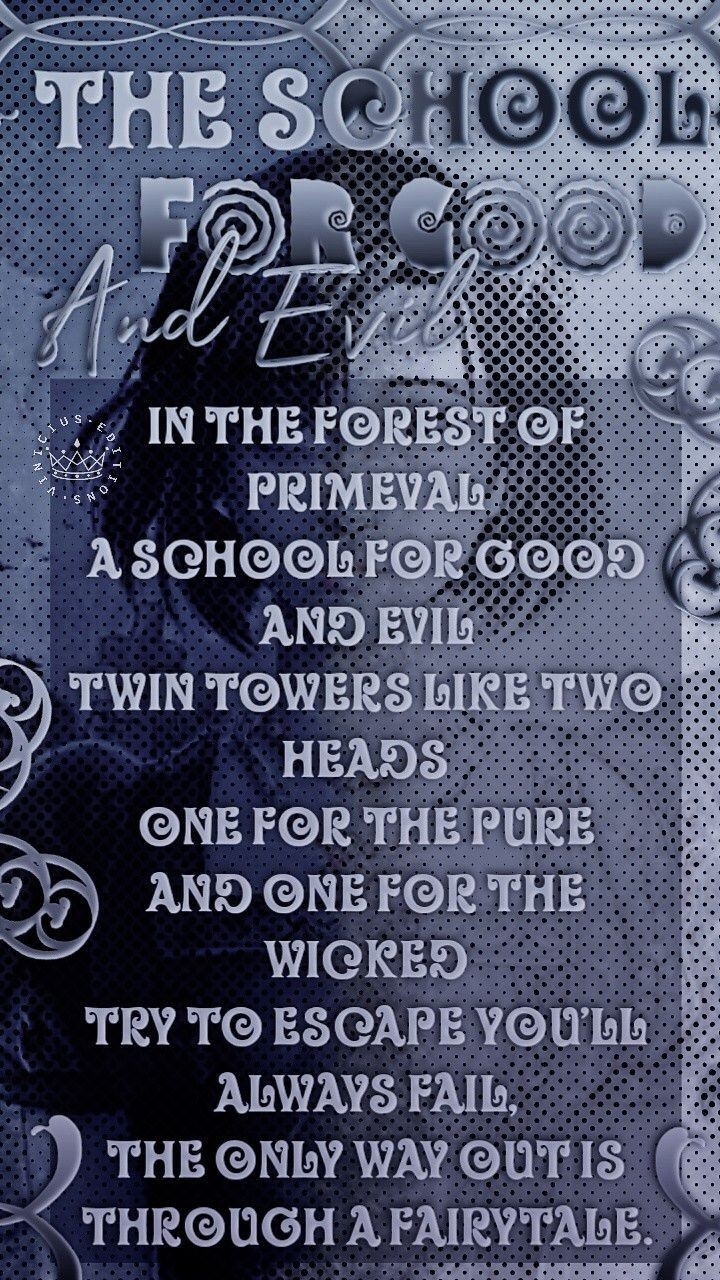 THE SCHOOL
FOR GOOD
And Evil
VINICIUS·EDITIONS·
IN THE FOREST OF
PRIMEVAL
A SCHOOL FOR GOOD
AND EVIL
TWIN TOWERS LIKE TWO
HEADS
ONE FOR THE PURE
AND ONE FOR THE
WICKED
TRY TO ESCAPE YOU'LL
ALWAYS FAIL,
THE ONLY WAY OUT IS
THROUGH A FAIRYTALE.